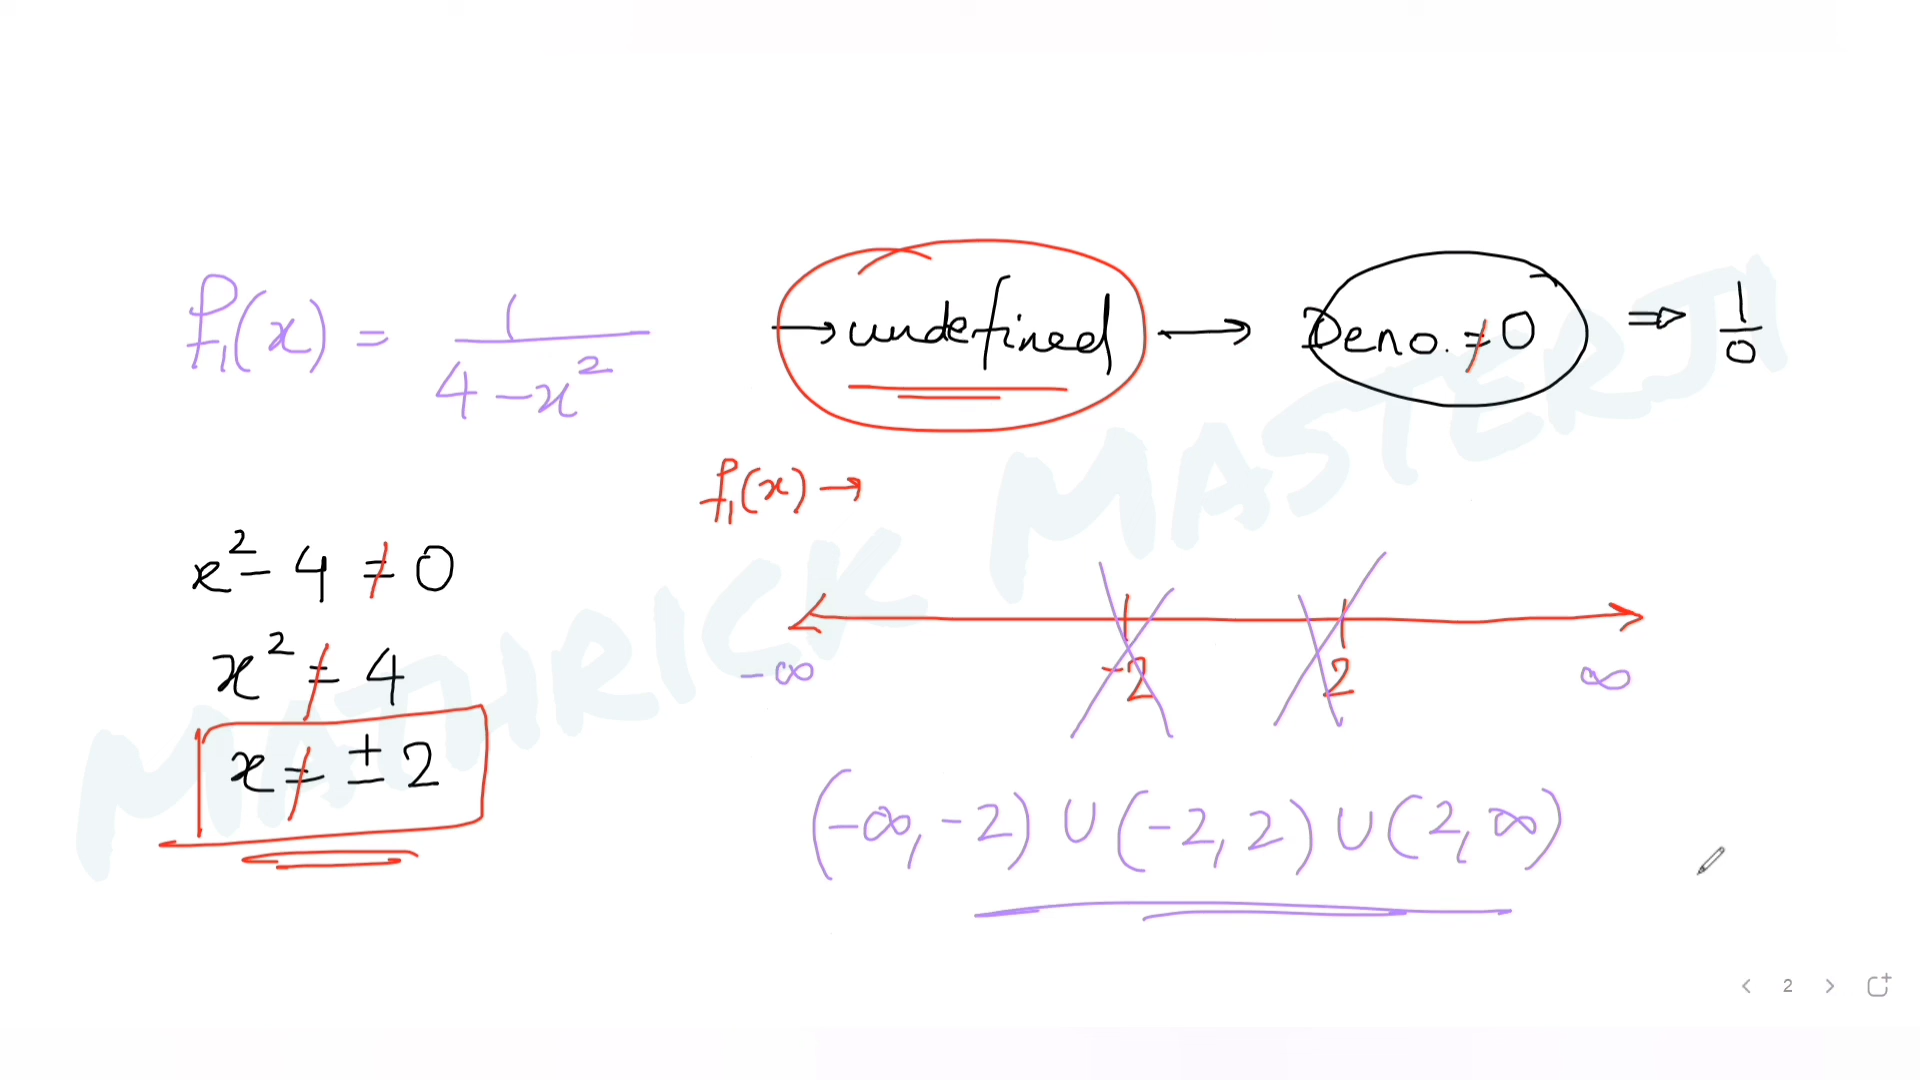 f₁(x) = 1/(4-x²) → undefined → Deno. ≠ 0 ⇒ 1/0
f₁(x) →
x² - 4 ≠ 0
x² ≠ 4
x ≠ ± 2
-∞ -2 2 ∞
(-∞, -2) ∪ (-2, 2) ∪ (2, ∞)
MATHRICK MASTERJI
< 2 >